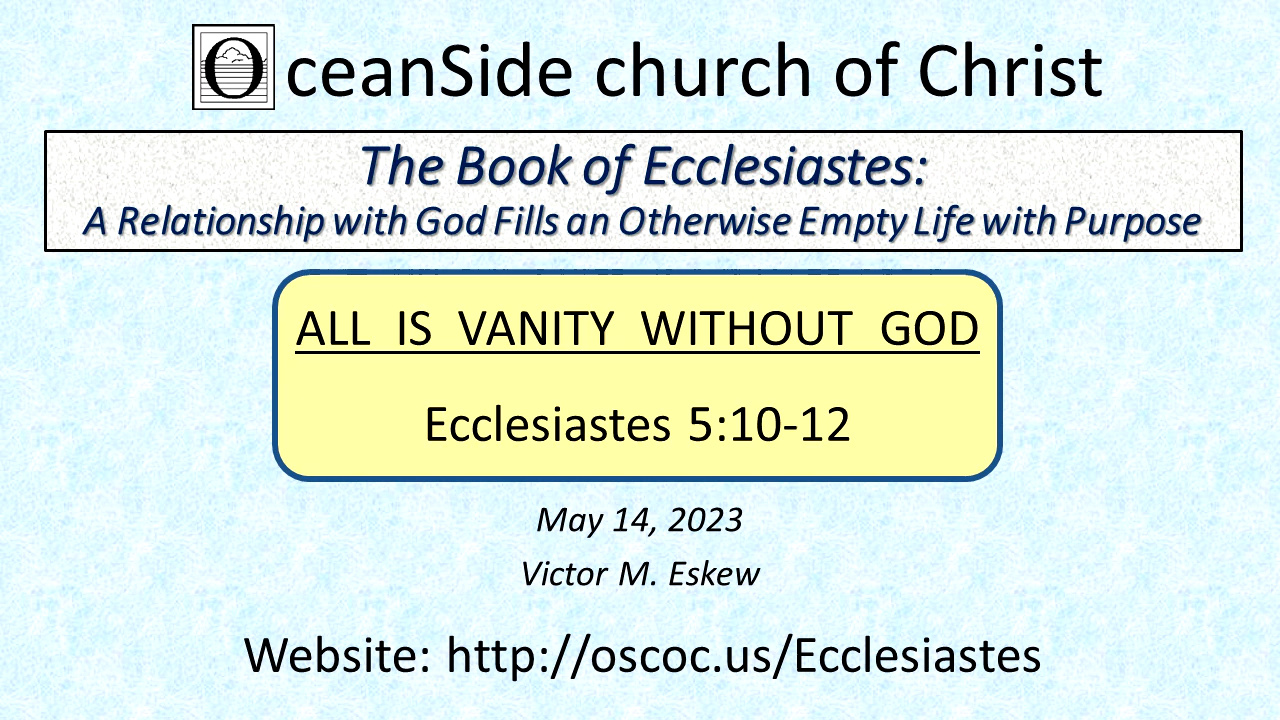 OceanSide church of Christ
The Book of Ecclesiastes:
A Relationship with God Fills an Otherwise Empty Life with Purpose
ALL IS VANITY WITHOUT GOD
Ecclesiastes 5:10-12
May 14, 2023
Victor M. Eskew
Website: http://oscoc.us/Ecclesiastes